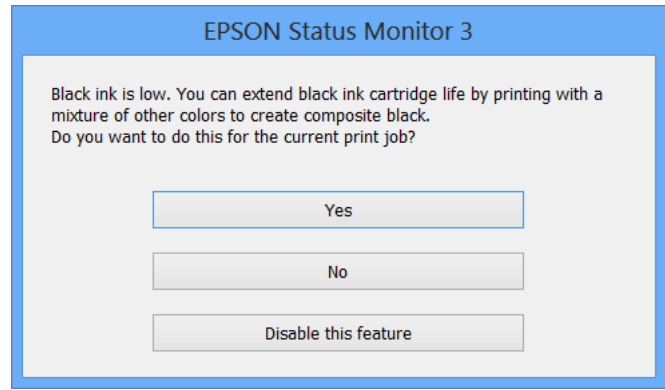 EPSON Status Monitor 3
Black ink is low. You can extend black ink cartridge life by printing with a
mixture of other colors to create composite black.
Do you want to do this for the current print job?
Yes
No
Disable this feature